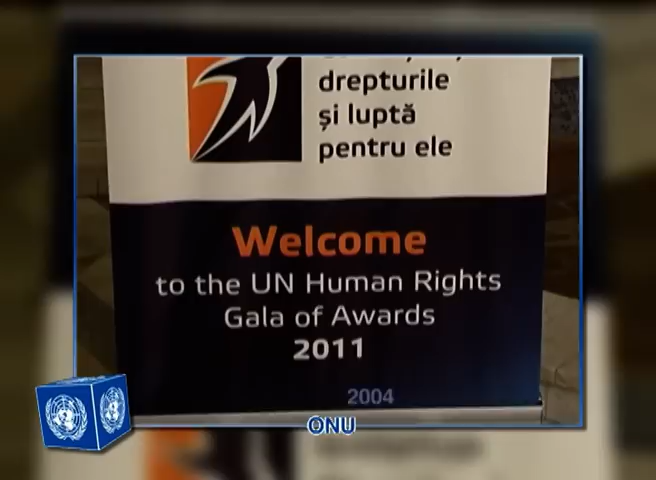 drepturile
și luptă
pentru ele
Welcome
to the UN Human Rights
Gala of Awards
2011
2004
ONU